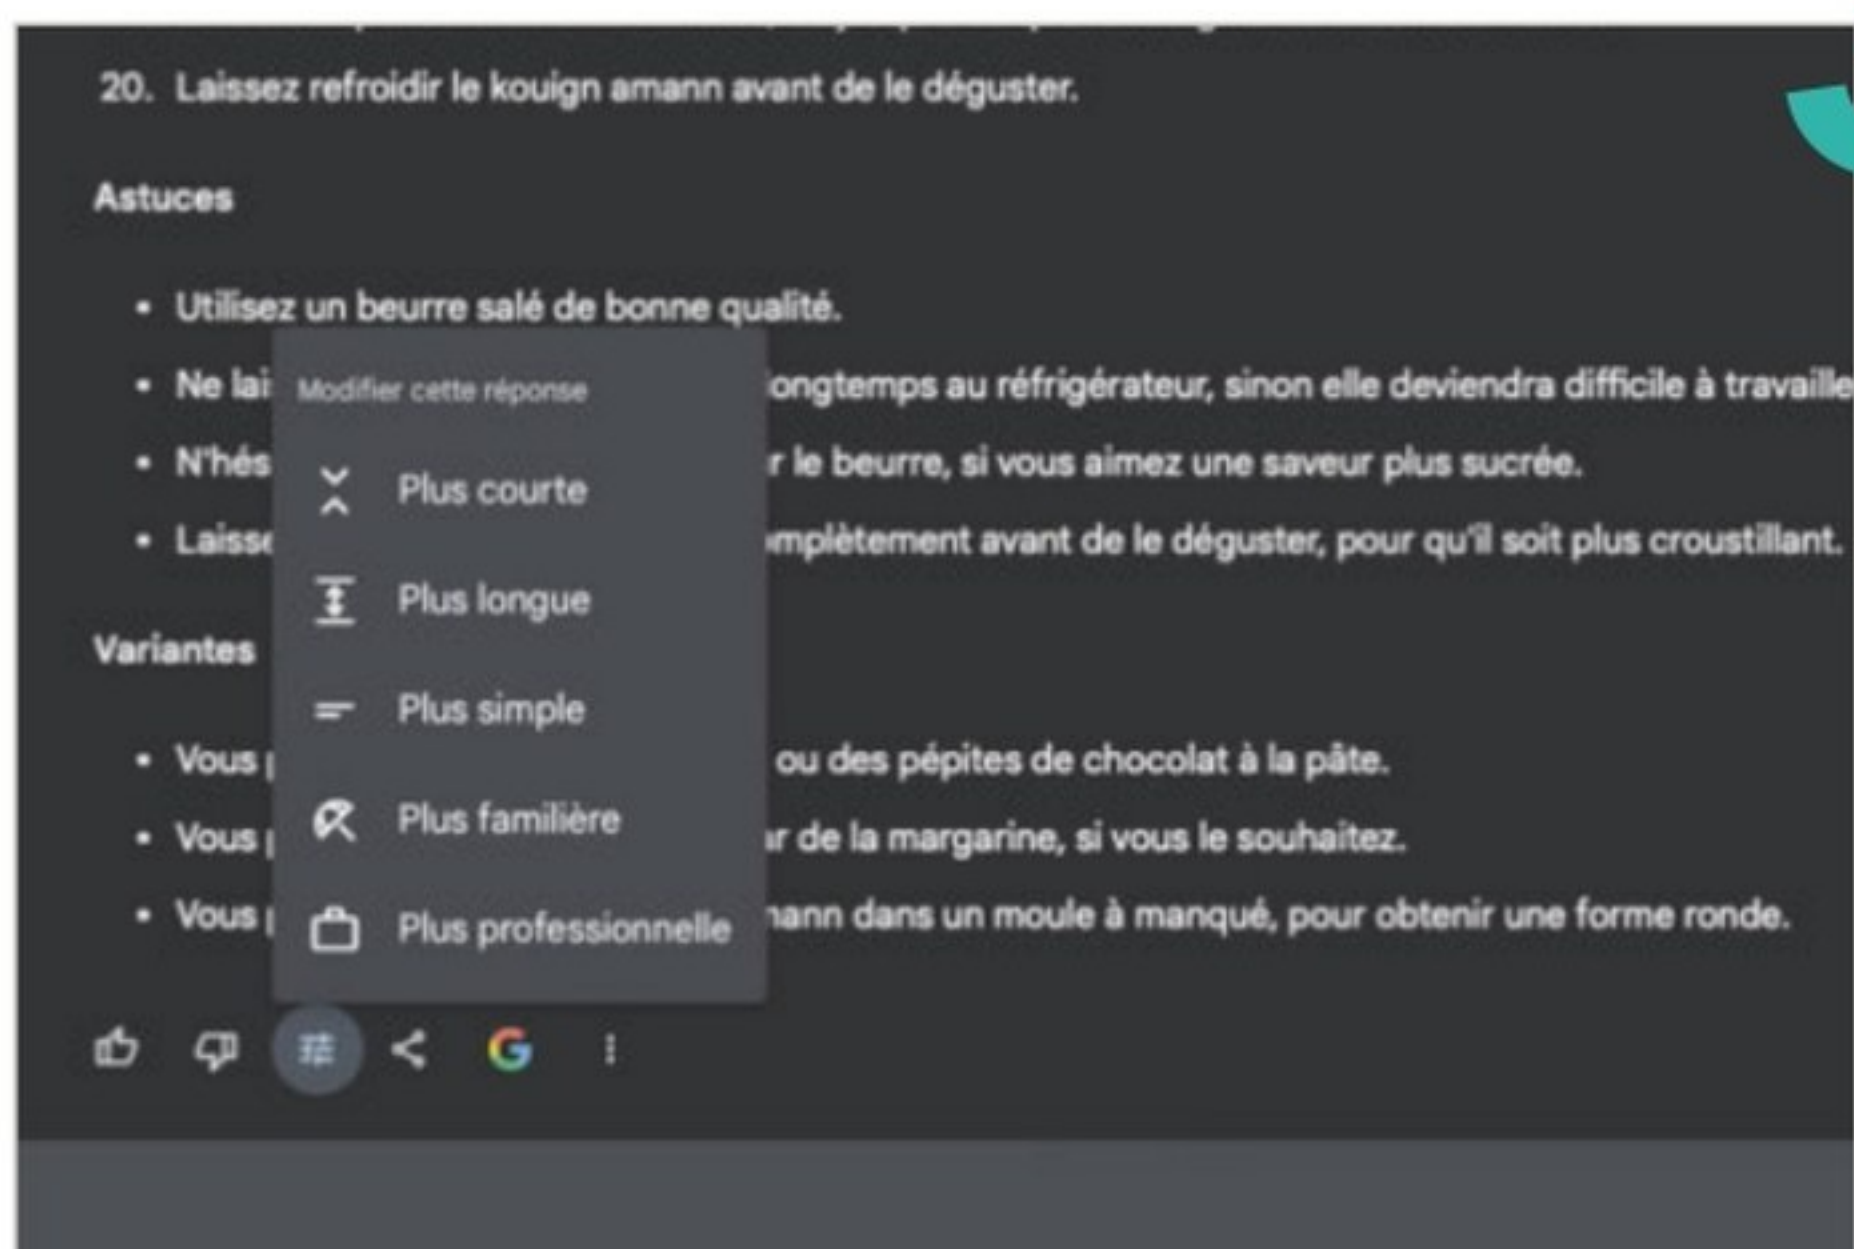 20. Laissez refroidir le kouign amann avant de le déguster.
Astuces
• Utilisez un beurre salé de bonne qualité.
• Ne lai
ongtemps au réfrigérateur, sinon elle deviendra difficile à travaille
• N'hés
r le beurre, si vous aimez une saveur plus sucrée.
• Laisse
mplètement avant de le déguster, pour qu'il soit plus croustillant.
Variantes
• Vous
ou des pépites de chocolat à la pâte.
• Vous
r de la margarine, si vous le souhaitez.
• Vous
ann dans un moule à manqué, pour obtenir une forme ronde.
Modifier cette réponse
Plus courte
Plus longue
Plus simple
Plus familière
Plus professionnelle